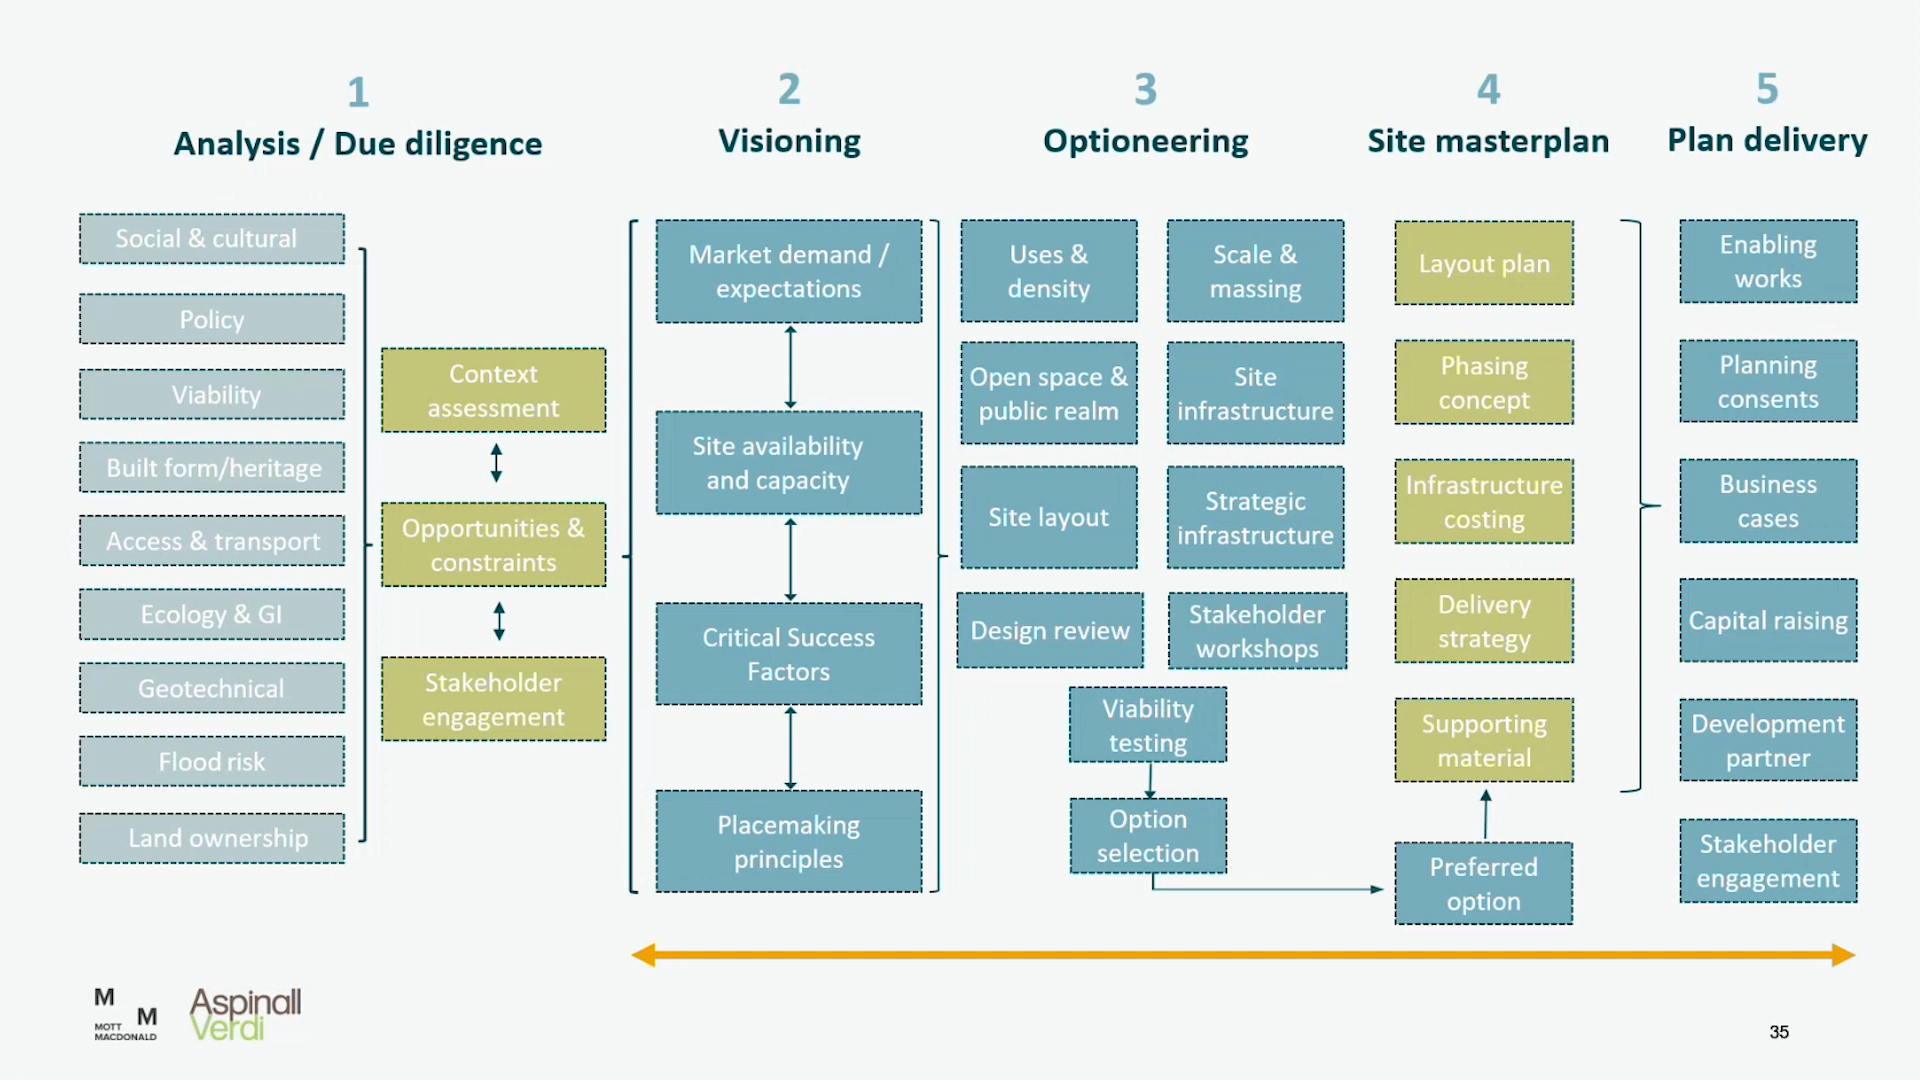 1
Analysis / Due diligence
Social & cultural
Policy
Viability
Built form/heritage
Access & transport
Ecology & GI
Geotechnical
Flood risk
Land ownership
Context
assessment
Opportunities &
constraints
Stakeholder
engagement
2
Visioning
Market demand /
expectations
Site availability
and capacity
Critical Success
Factors
Placemaking
principles
3
Optioneering
Uses &
density
Scale &
massing
Open space &
public realm
Site
infrastructure
Site layout
Strategic
infrastructure
Design review
Stakeholder
workshops
Viability
testing
Option
selection
4
Site masterplan
Layout plan
Phasing
concept
Infrastructure
costing
Delivery
strategy
Supporting
material
Preferred
option
5
Plan delivery
Enabling
works
Planning
consents
Business
cases
Capital raising
Development
partner
Stakeholder
engagement
M
M
MOTT
MACDONALD
Aspinall
Verdi
35